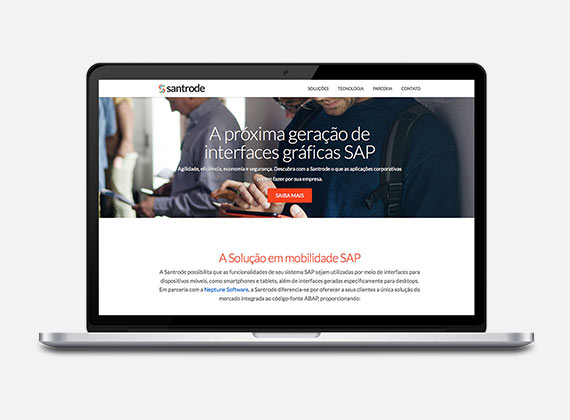 santrode
SOLUÇÕES TECNOLOGIA PARCERIA CONTATO
A próxima geração de
interfaces gráficas SAP
Agilidade, eficiência, economia e segurança. Descubra com a Santrode o que as aplicações corporativas
podem fazer por sua empresa.
SAIBA MAIS
A Solução em mobilidade SAP
A Santrode possibilita que as funcionalidades de seu sistema SAP sejam utilizadas por meio de interfaces para
dispositivos móveis, como smartphones e tablets, além de interfaces geradas especificamente para desktops.
Em parceria com a Neptune Software, a Santrode diferencia-se por oferecer a seus clientes a única solução do
mercado integrada ao código-fonte ABAP, proporcionando: